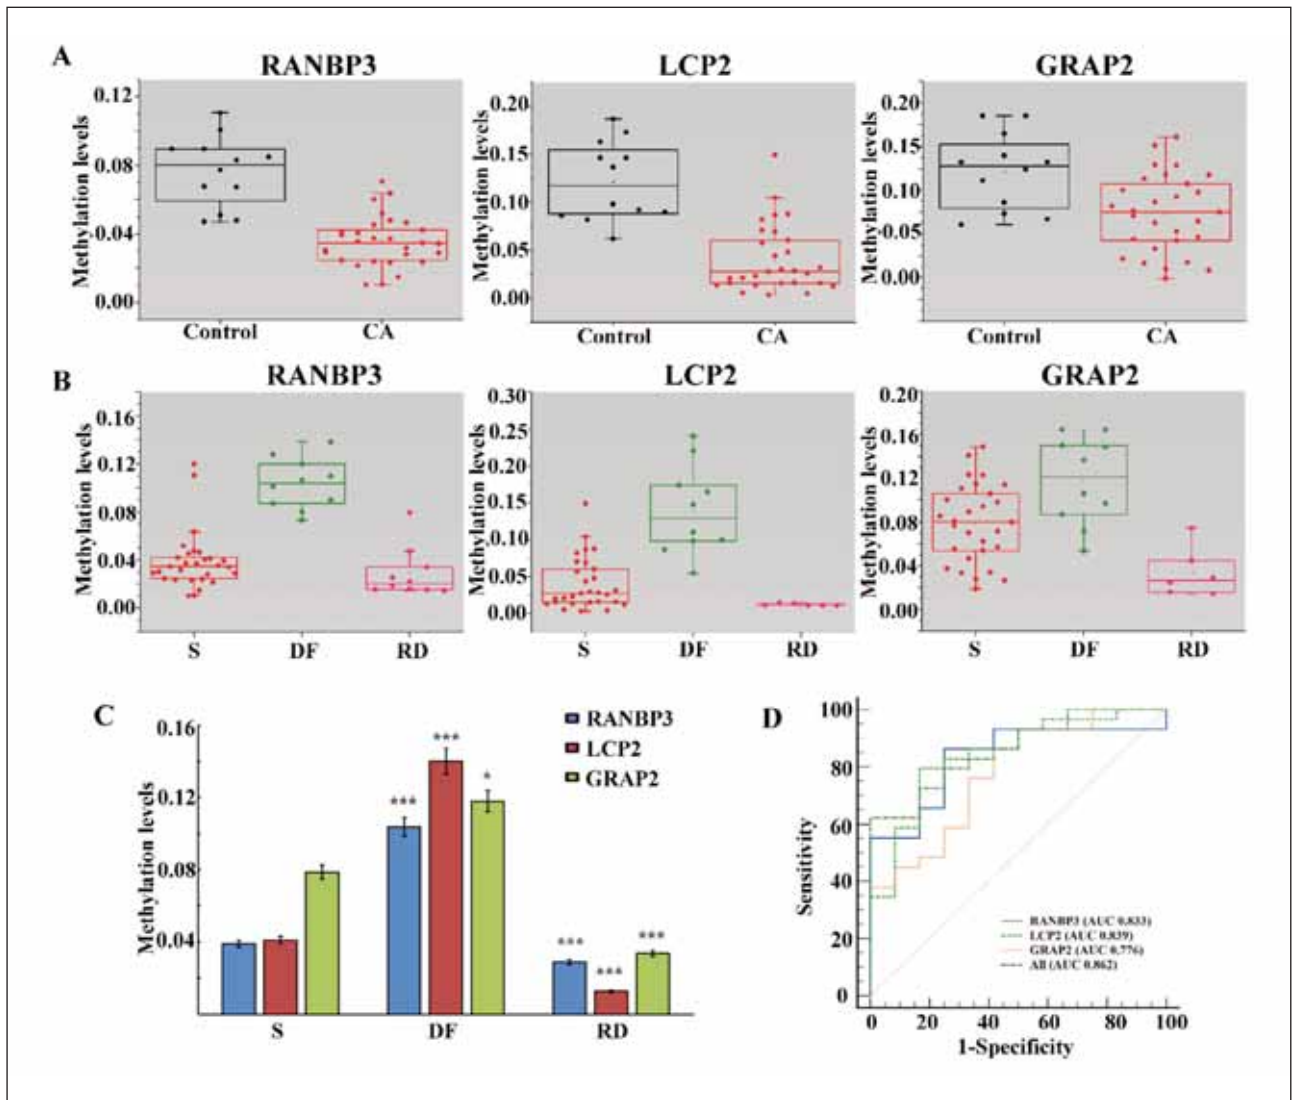 A
RANBP3
LCP2
GRAP2
Methylation levels
0.12
0.08
0.04
0.00
Control
CA
Methylation levels
0.20
0.15
0.10
0.05
0.00
Control
CA
Methylation levels
0.20
0.15
0.10
0.05
0.00
Control
CA
B
RANBP3
LCP2
GRAP2
Methylation levels
0.16
0.12
0.08
0.04
0.00
S
DF
RD
Methylation levels
0.30
0.25
0.20
0.15
0.10
0.05
0.00
S
DF
RD
Methylation levels
0.20
0.16
0.12
0.08
0.04
0.00
S
DF
RD
C
Methylation levels
0.16
0.12
0.08
0.04
***
***
*
***
***
***
S
DF
RD
RANBP3
LCP2
GRAP2
D
Sensitivity
100
80
60
40
20
0
RANBP3 (AUC 0.833)
LCP2 (AUC 0.839)
GRAP2 (AUC 0.776)
All (AUC 0.862)
0 20 40 60 80 100
1-Specificity